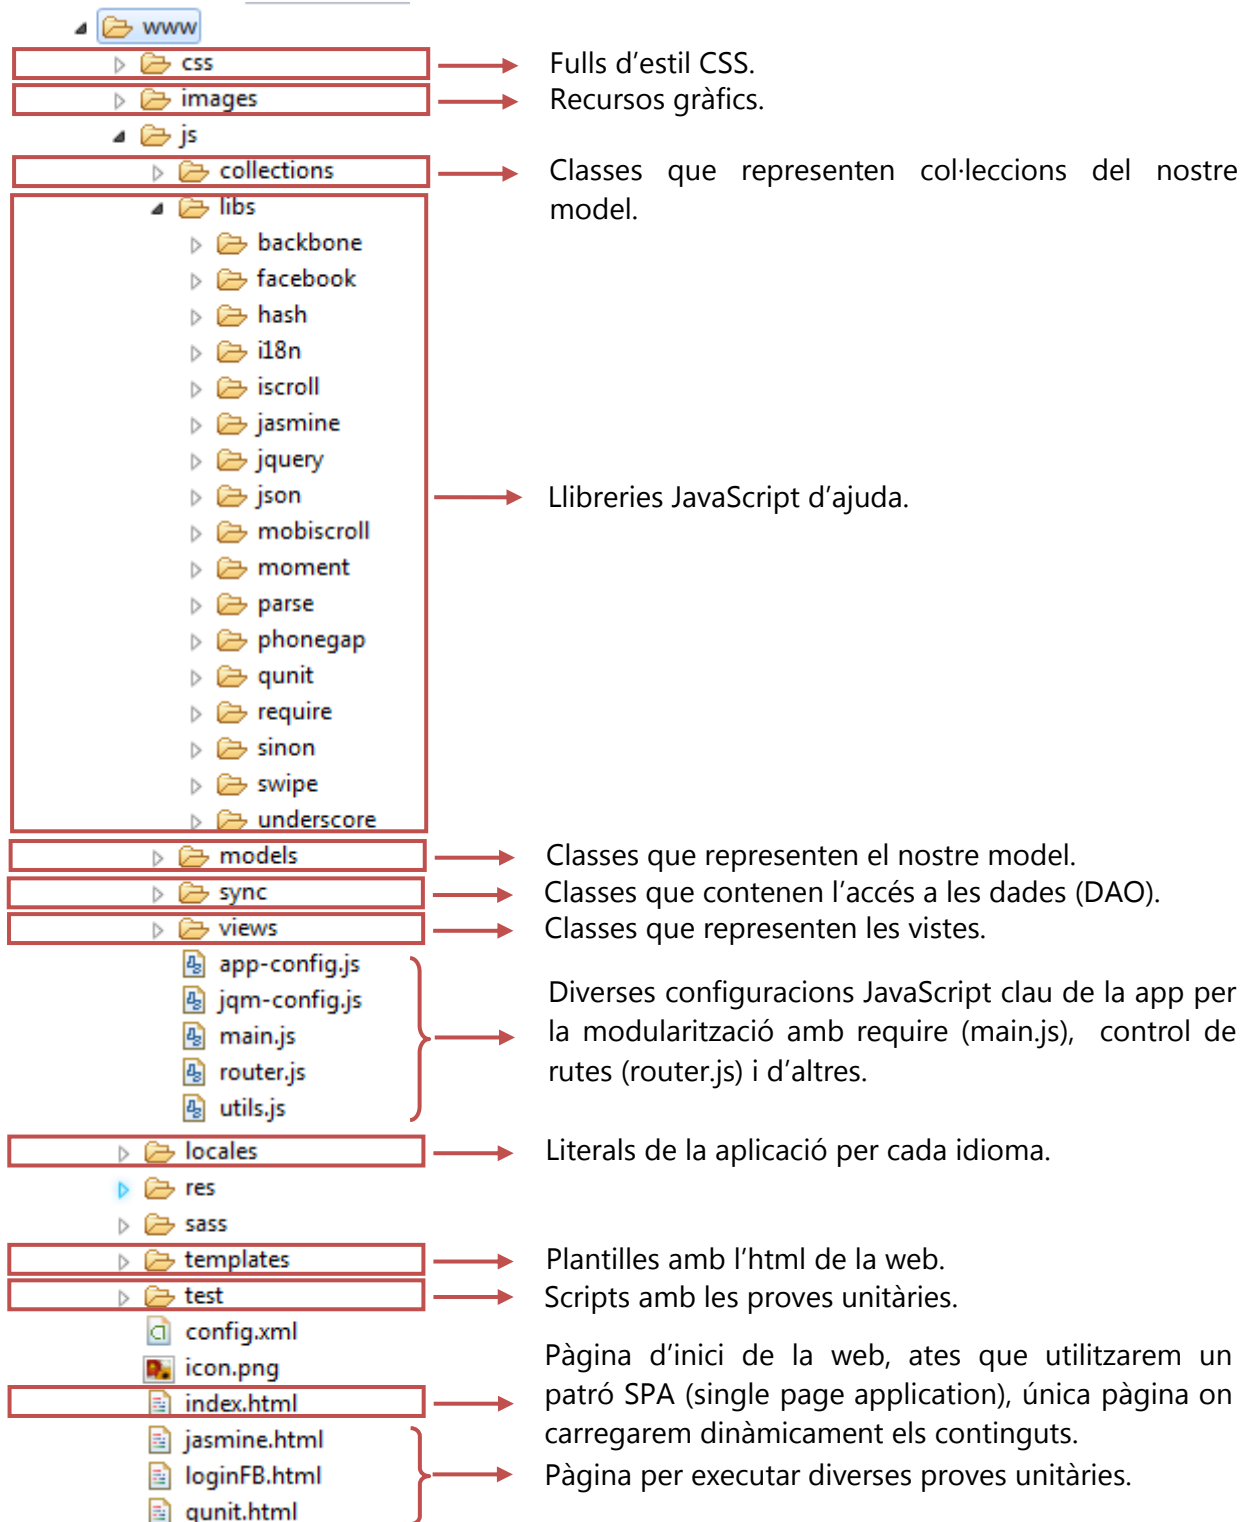 www
css
Fulls d’estil CSS.
images
Recursos gràfics.
js
collections
Classes que representen col·leccions del nostre
model.
libs
backbone
facebook
hash
i18n
iscroll
jasmine
jquery
json
Llibreries JavaScript d’ajuda.
mobiscroll
moment
parse
phonegap
qunit
require
sinon
swipe
underscore
models
Classes que representen el nostre model.
sync
Classes que contenen l’accés a les dades (DAO).
views
Classes que representen les vistes.
app-config.js
jqm-config.js
main.js
router.js
utils.js
Diverses configuracions JavaScript clau de la app per
la modularització amb require (main.js), control de
rutes (router.js) i d’altres.
locales
Literals de la aplicació per cada idioma.
res
sass
templates
Plantilles amb l’html de la web.
test
Scripts amb les proves unitàries.
config.xml
icon.png
index.html
Pàgina d’inici de la web, ates que utilitzarem un
patró SPA (single page application), única pàgina on
carregarem dinàmicament els continguts.
jasmine.html
loginFB.html
qunit.html
Pàgina per executar diverses proves unitàries.